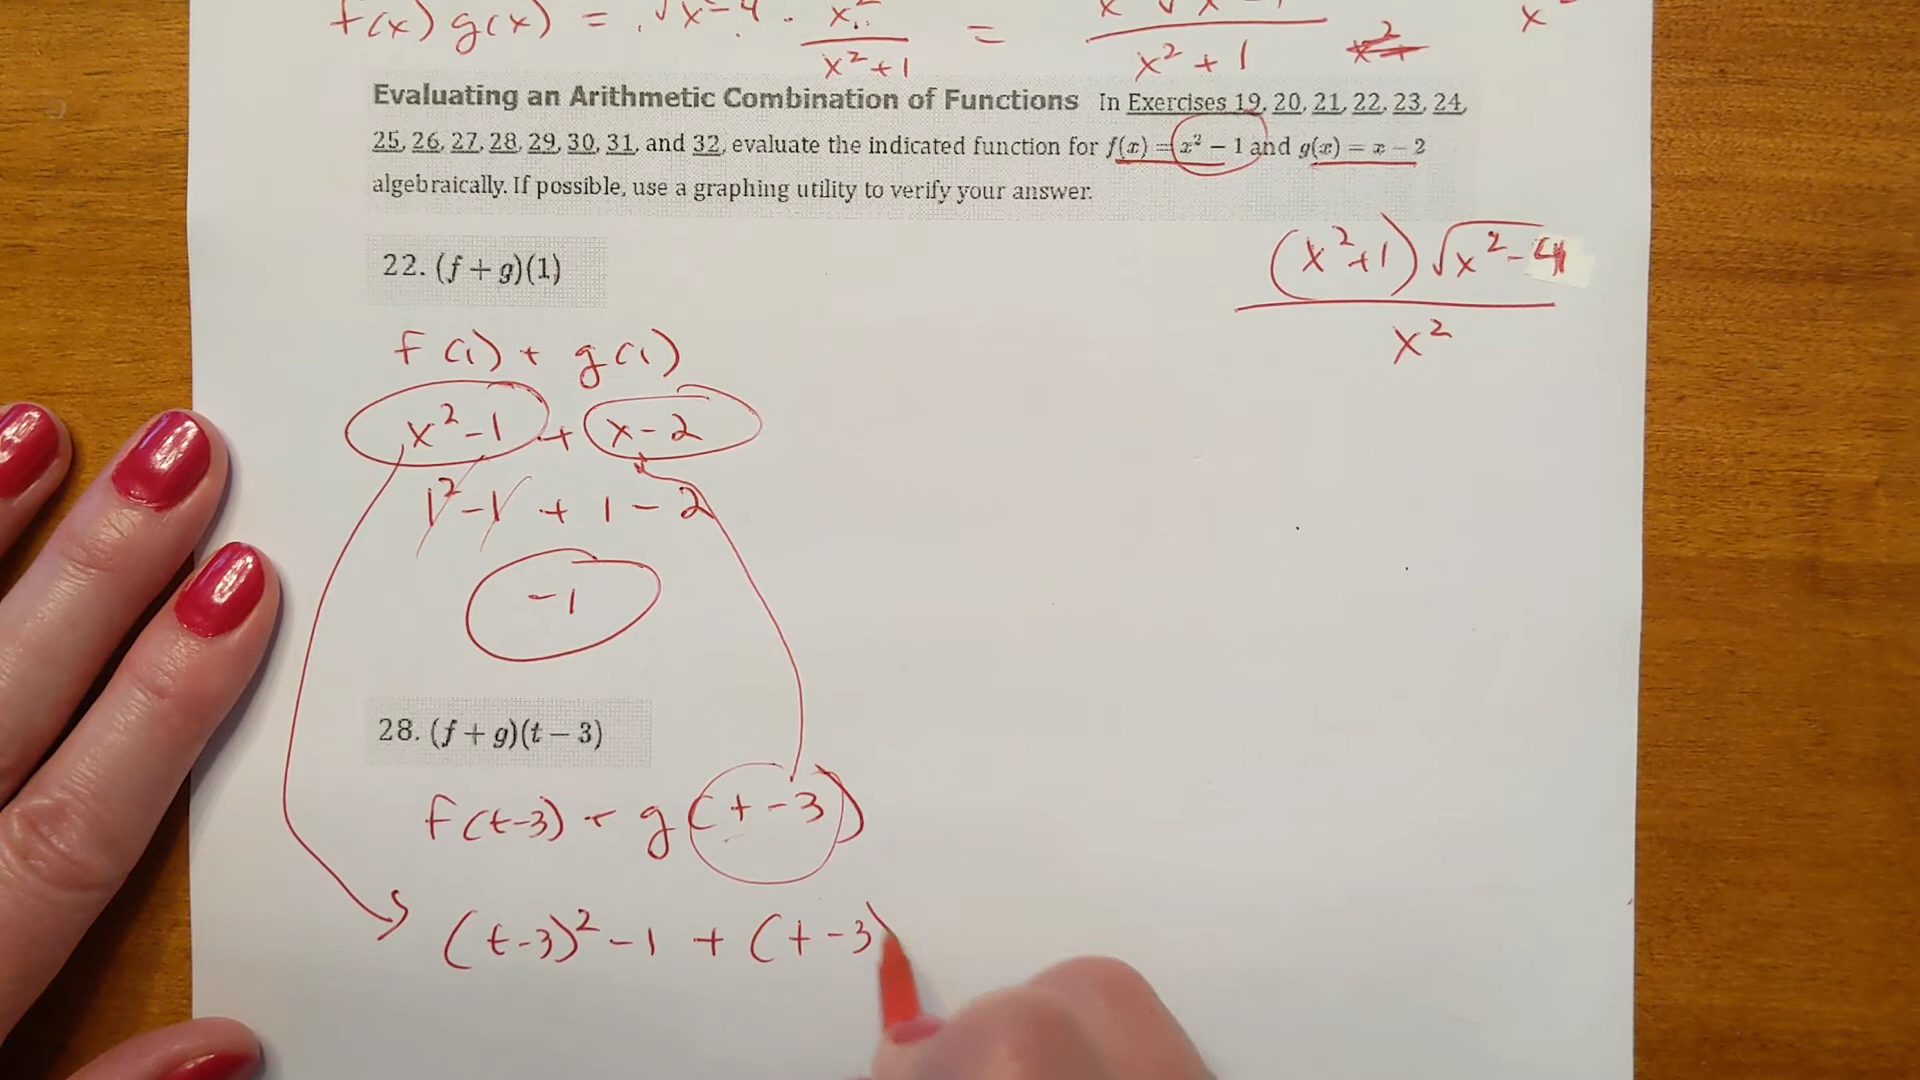 f(x) g(x) = √x²-4 · x² / x²+1 = x² √x²-4 / x²+1
Evaluating an Arithmetic Combination of Functions In Exercises 19, 20, 21, 22, 23, 24,
25, 26, 27, 28, 29, 30, 31, and 32, evaluate the indicated function for f(x) = x² − 1 and g(x) = x − 2
algebraically. If possible, use a graphing utility to verify your answer.
(x²+1) √x²-4 / x²
22. (f + g)(1)
f(1) + g(1)
x²-1 + x-2
1²-1 + 1-2
-1
28. (f + g)(t − 3)
f(t-3) + g(t-3)
(t-3)² -1 + (t-3)